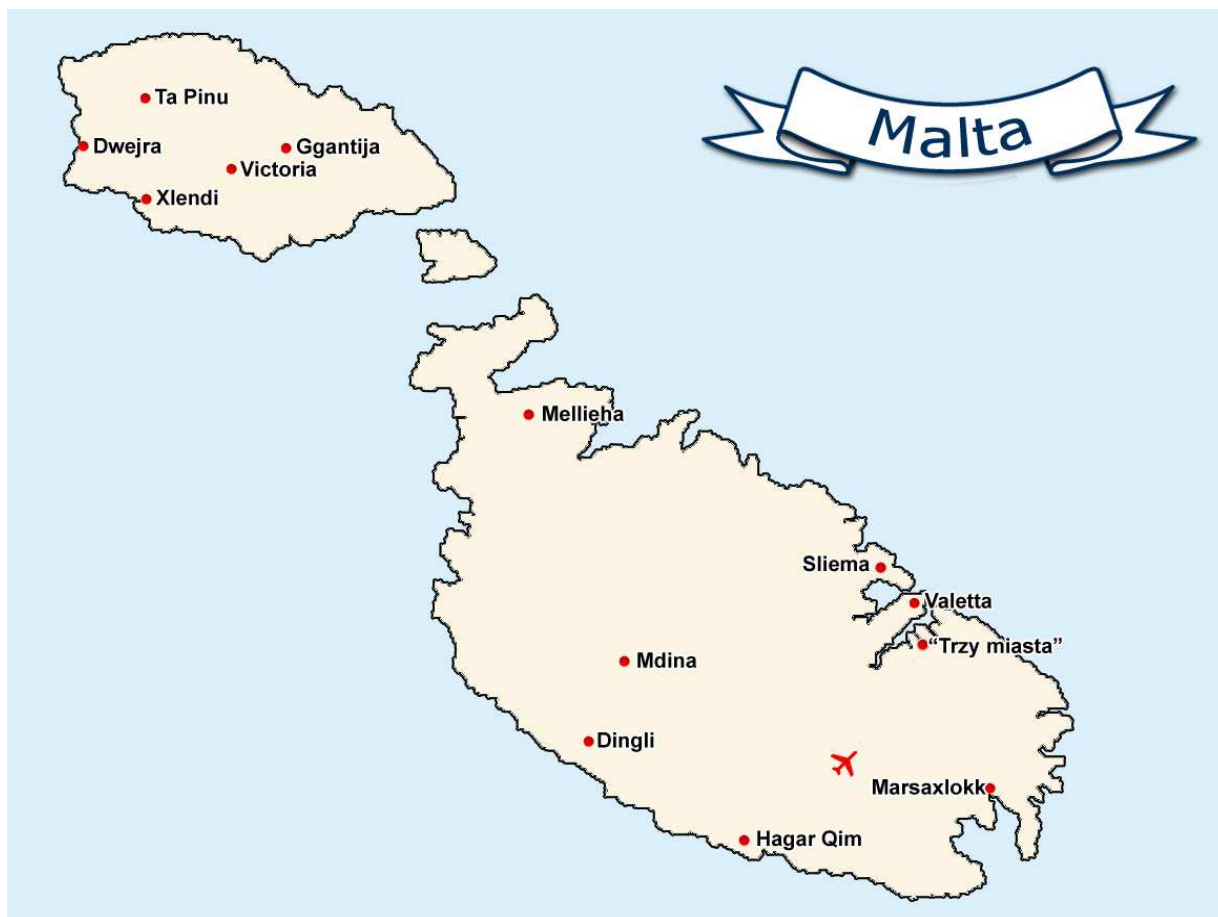 Malta
Ta Pinu
Dwejra
Ggantija
Victoria
Xlendi
Mellieha
Sliema
Valetta
“Trzy miasta”
Mdina
Dingli
Marsaxlokk
Hagar Qim